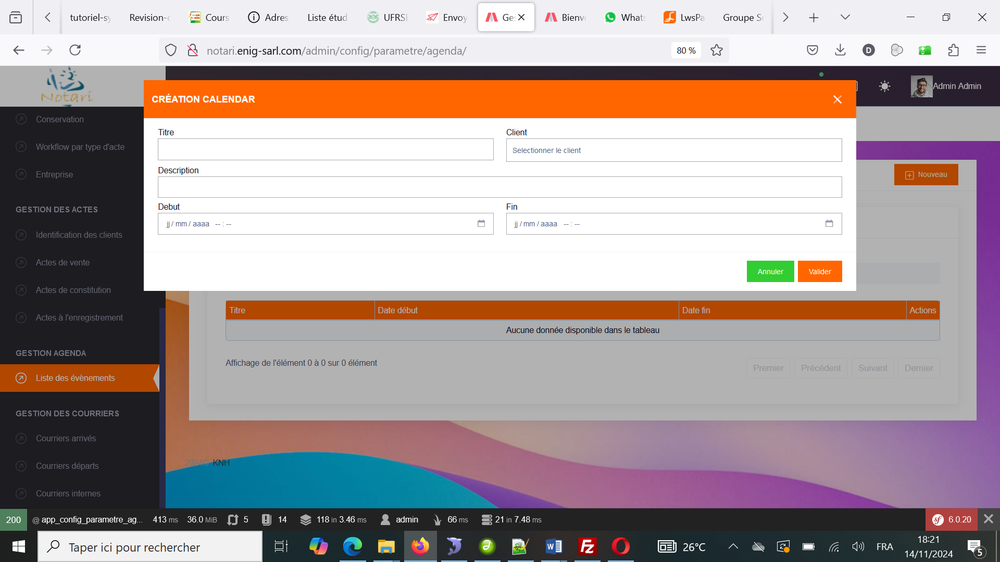 tutoriel-sy
Revision-c
Cours
Adres
Liste étud
UFRSE
Envoy
Ges
Bienve
Whats
LwsPa
Groupe Sc
notari.enig-sarl.com/admin/config/parametre/agenda/
80 %
D
Notari
Admin Admin
CRÉATION CALENDAR
Titre
Client
Selectionner le client
Description
Debut
Fin
jj / mm / aaaa -- : --
jj / mm / aaaa -- : --
Annuler
Valider
Nouveau
Conservation
Workflow par type d'acte
Entreprise
GESTION DES ACTES
Identification des clients
Actes de vente
Actes de constitution
Actes à l'enregistrement
GESTION AGENDA
Liste des évènements
GESTION DES COURRIERS
Courriers arrivés
Courriers départs
Courriers internes
Titre
Date début
Date fin
Actions
Aucune donnée disponible dans le tableau
Affichage de l'élément 0 à 0 sur 0 élément
Premier
Précédent
Suivant
Dernier
2024© KNH
200
@ app_config_parametre_ag...
413 ms
36.0 MiB
5
14
118 in 3.46 ms
admin
66 ms
21 in 7.48 ms
sf
6.0.20
Taper ici pour rechercher
26°C
FRA
18:21
14/11/2024
5